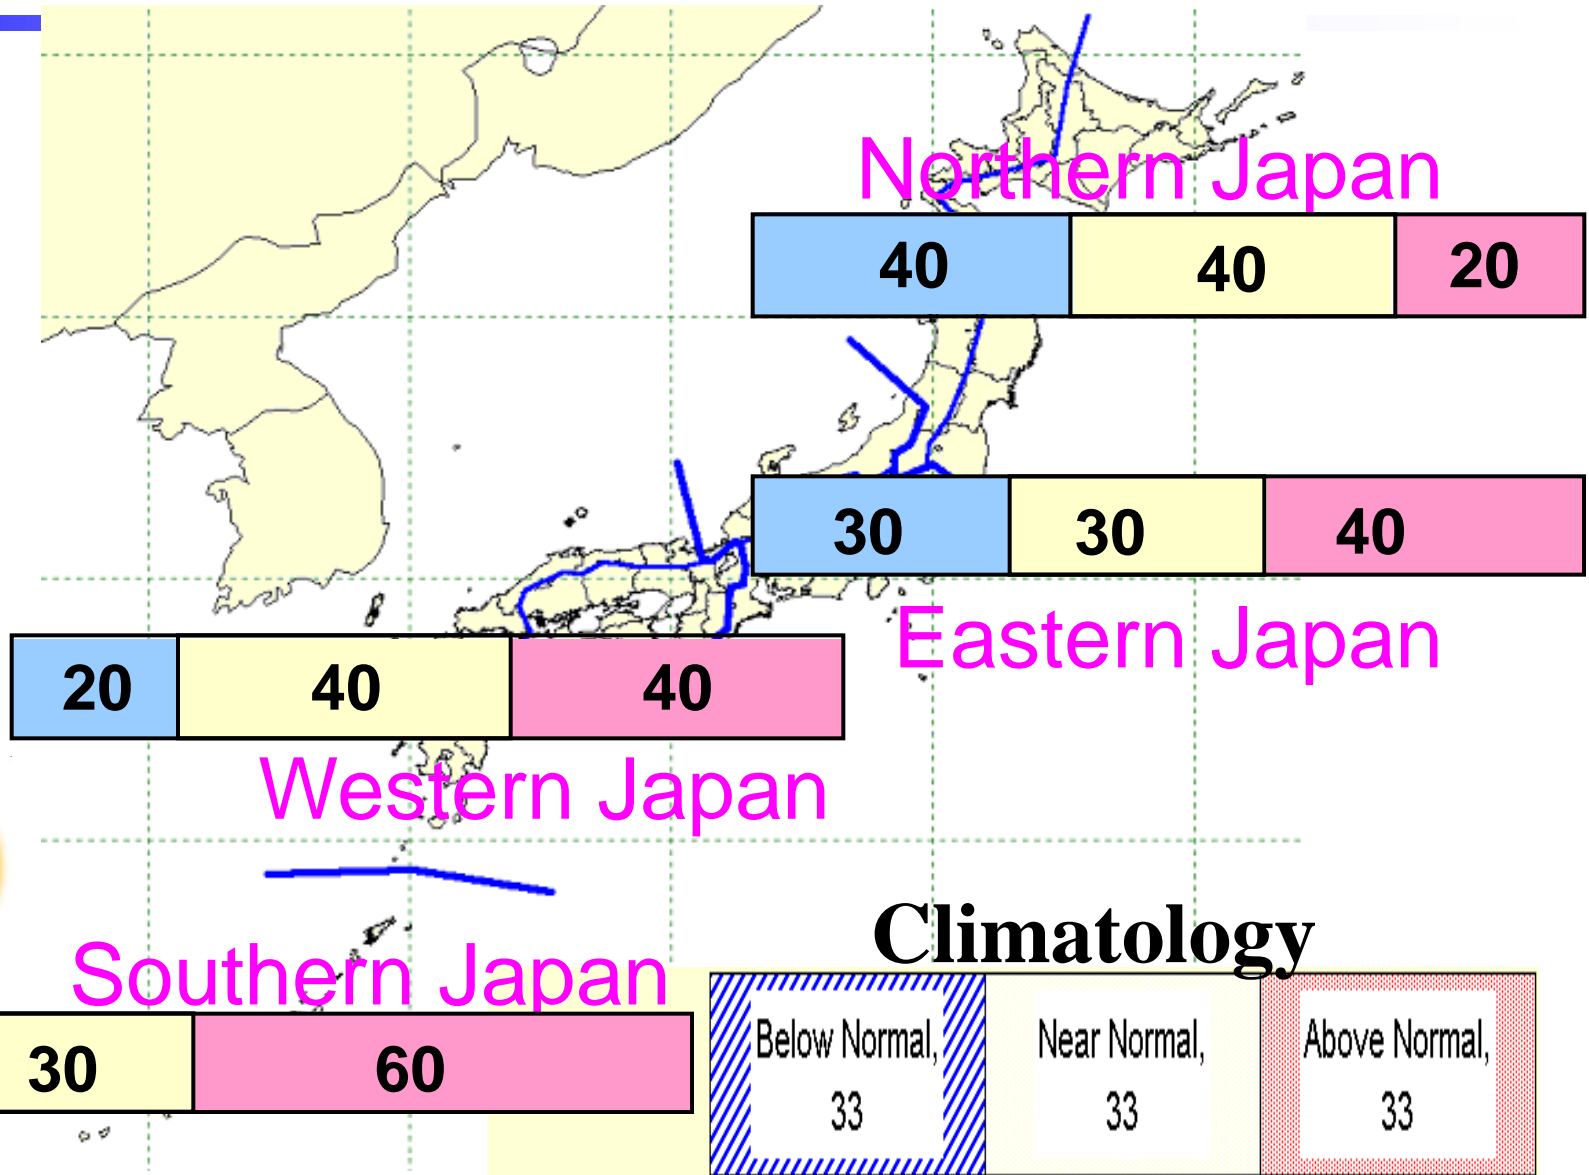 Northern Japan
40 40 20
30 30 40
Eastern Japan
20 40 40
Western Japan
Climatology
Southern Japan
30 60
Below Normal, Near Normal, Above Normal,
33 33 33